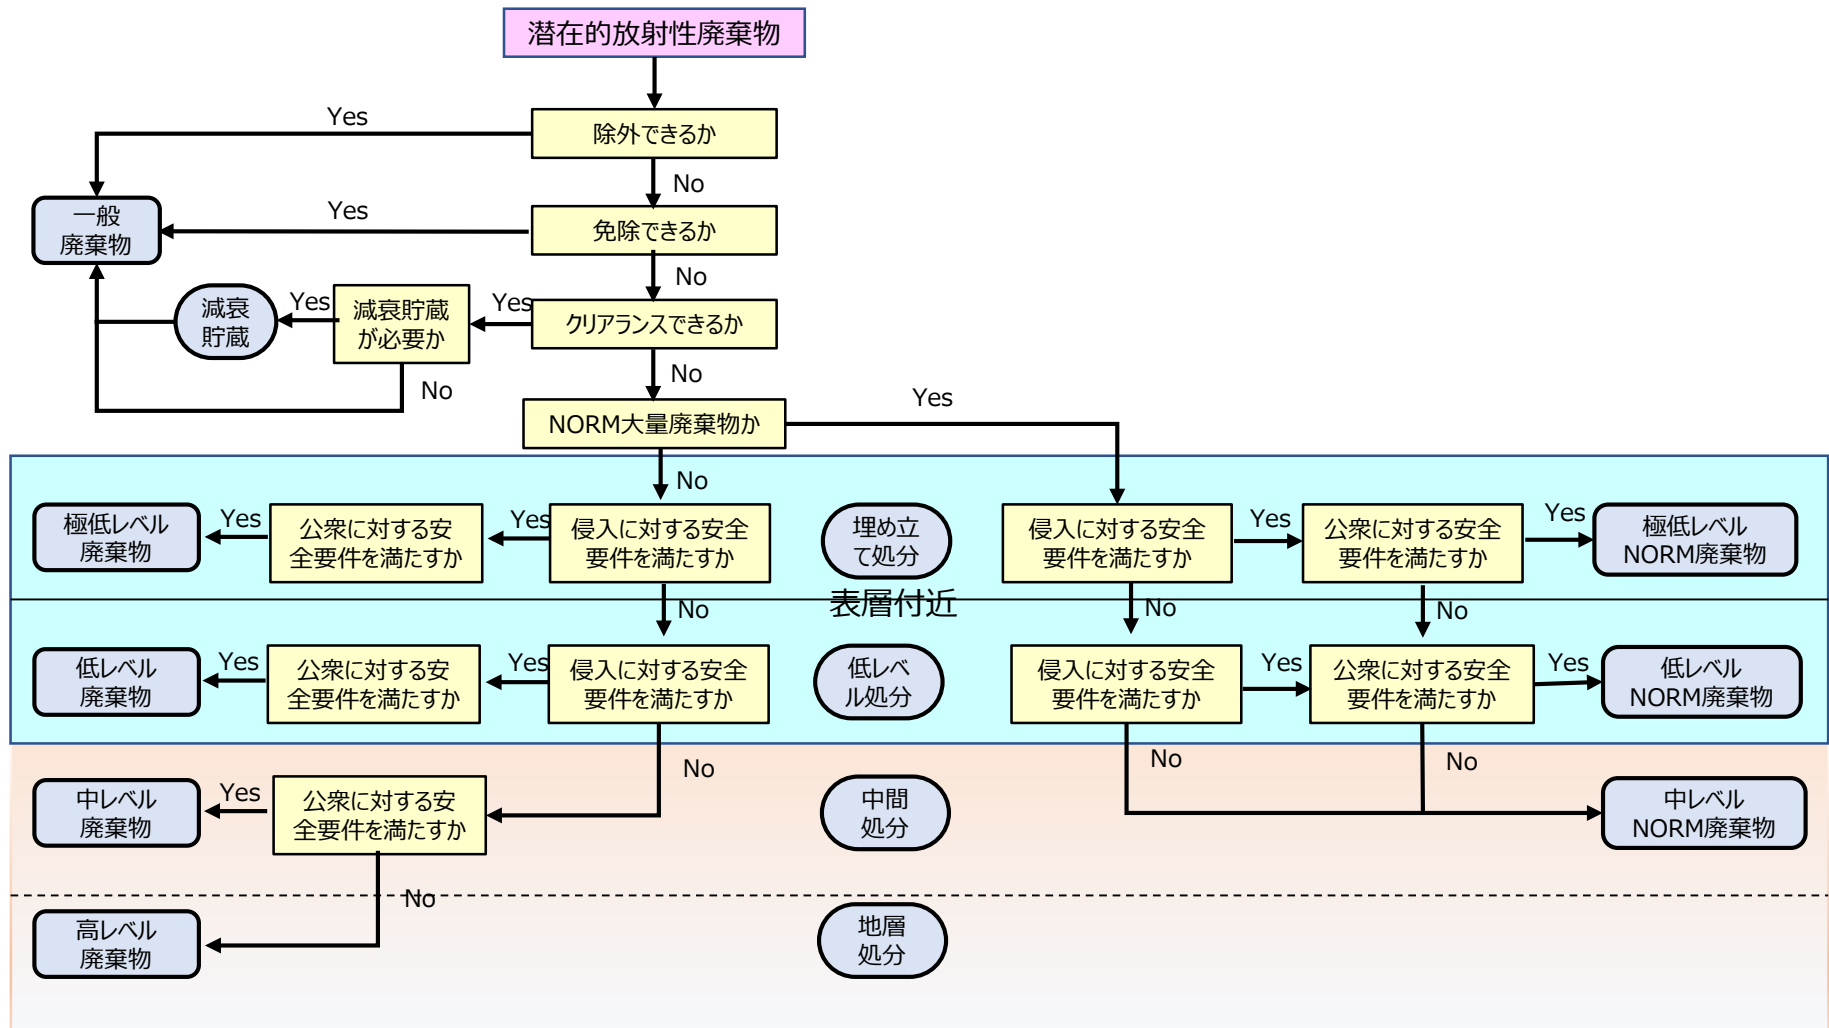 潜在的放射性廃棄物
Yes
除外できるか
No
一般
廃棄物
Yes
免除できるか
No
減衰
貯蔵
Yes
減衰貯蔵
が必要か
Yes
クリアランスできるか
No
No
NORM大量廃棄物か
Yes
No
極低レベル
廃棄物
Yes
公衆に対する安
全要件を満たすか
Yes
侵入に対する安全
要件を満たすか
埋め立
て処分
侵入に対する安全
要件を満たすか
Yes
公衆に対する安全
要件を満たすか
Yes
極低レベル
NORM廃棄物
No
表層付近
No
No
低レベル
廃棄物
Yes
公衆に対する安
全要件を満たすか
Yes
侵入に対する安全
要件を満たすか
低レベ
ル処分
侵入に対する安全
要件を満たすか
Yes
公衆に対する安全
要件を満たすか
Yes
低レベル
NORM廃棄物
No
No
No
中レベル
廃棄物
Yes
公衆に対する安
全要件を満たすか
中間
処分
中レベル
NORM廃棄物
No
高レベル
廃棄物
地層
処分